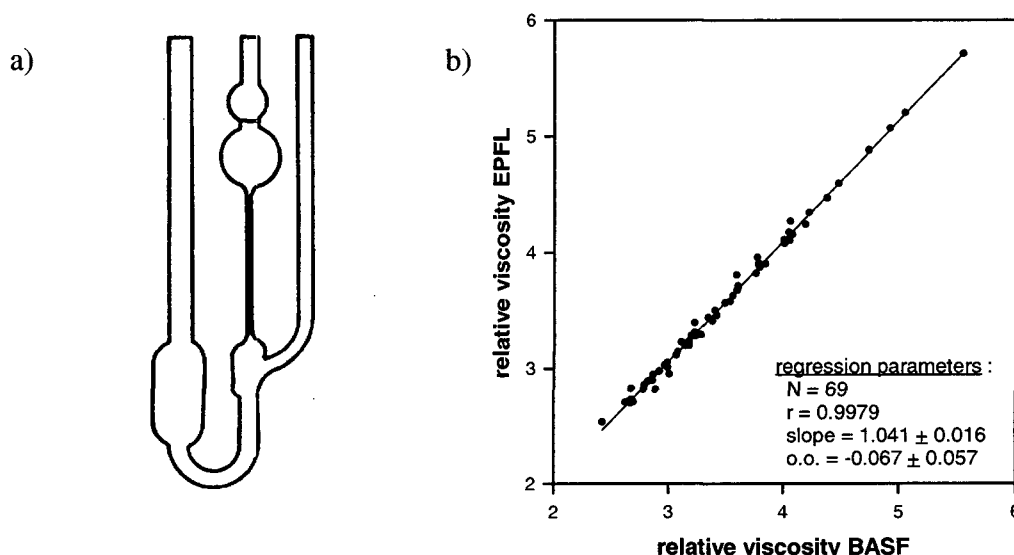 a)
b)
6
5
4
3
2
relative viscosity EPFL
regression parameters :
N = 69
r = 0.9979
slope = 1.041 ± 0.016
o.o. = -0.067 ± 0.057
2 3 4 5 6
relative viscosity BASF